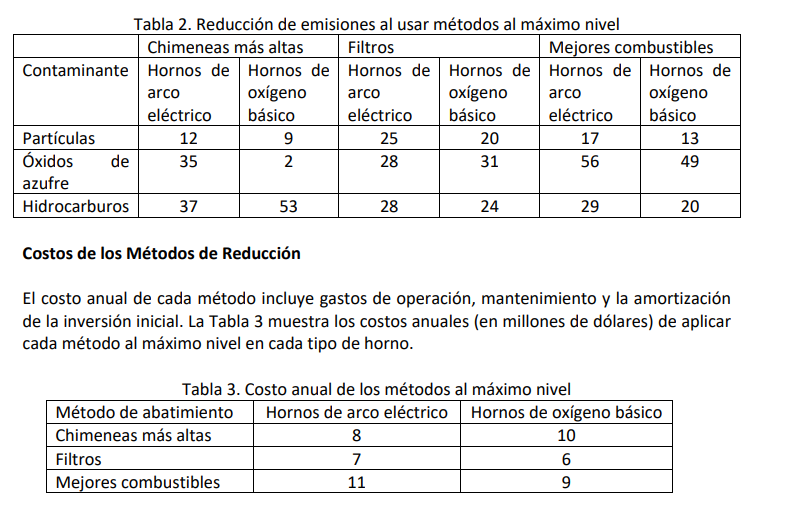 Tabla 2. Reducción de emisiones al usar métodos al máximo nivel
Chimeneas más altas Filtros Mejores combustibles
Contaminante Hornos de arco eléctrico Hornos de oxígeno básico Hornos de arco eléctrico Hornos de oxígeno básico Hornos de arco eléctrico Hornos de oxígeno básico
Partículas 12 9 25 20 17 13
Óxidos de azufre 35 2 28 31 56 49
Hidrocarburos 37 53 28 24 29 20
Costos de los Métodos de Reducción
El costo anual de cada método incluye gastos de operación, mantenimiento y la amortización
de la inversión inicial. La Tabla 3 muestra los costos anuales (en millones de dólares) de aplicar
cada método al máximo nivel en cada tipo de horno.
Tabla 3. Costo anual de los métodos al máximo nivel
Método de abatimiento Hornos de arco eléctrico Hornos de oxígeno básico
Chimeneas más altas 8 10
Filtros 7 6
Mejores combustibles 11 9